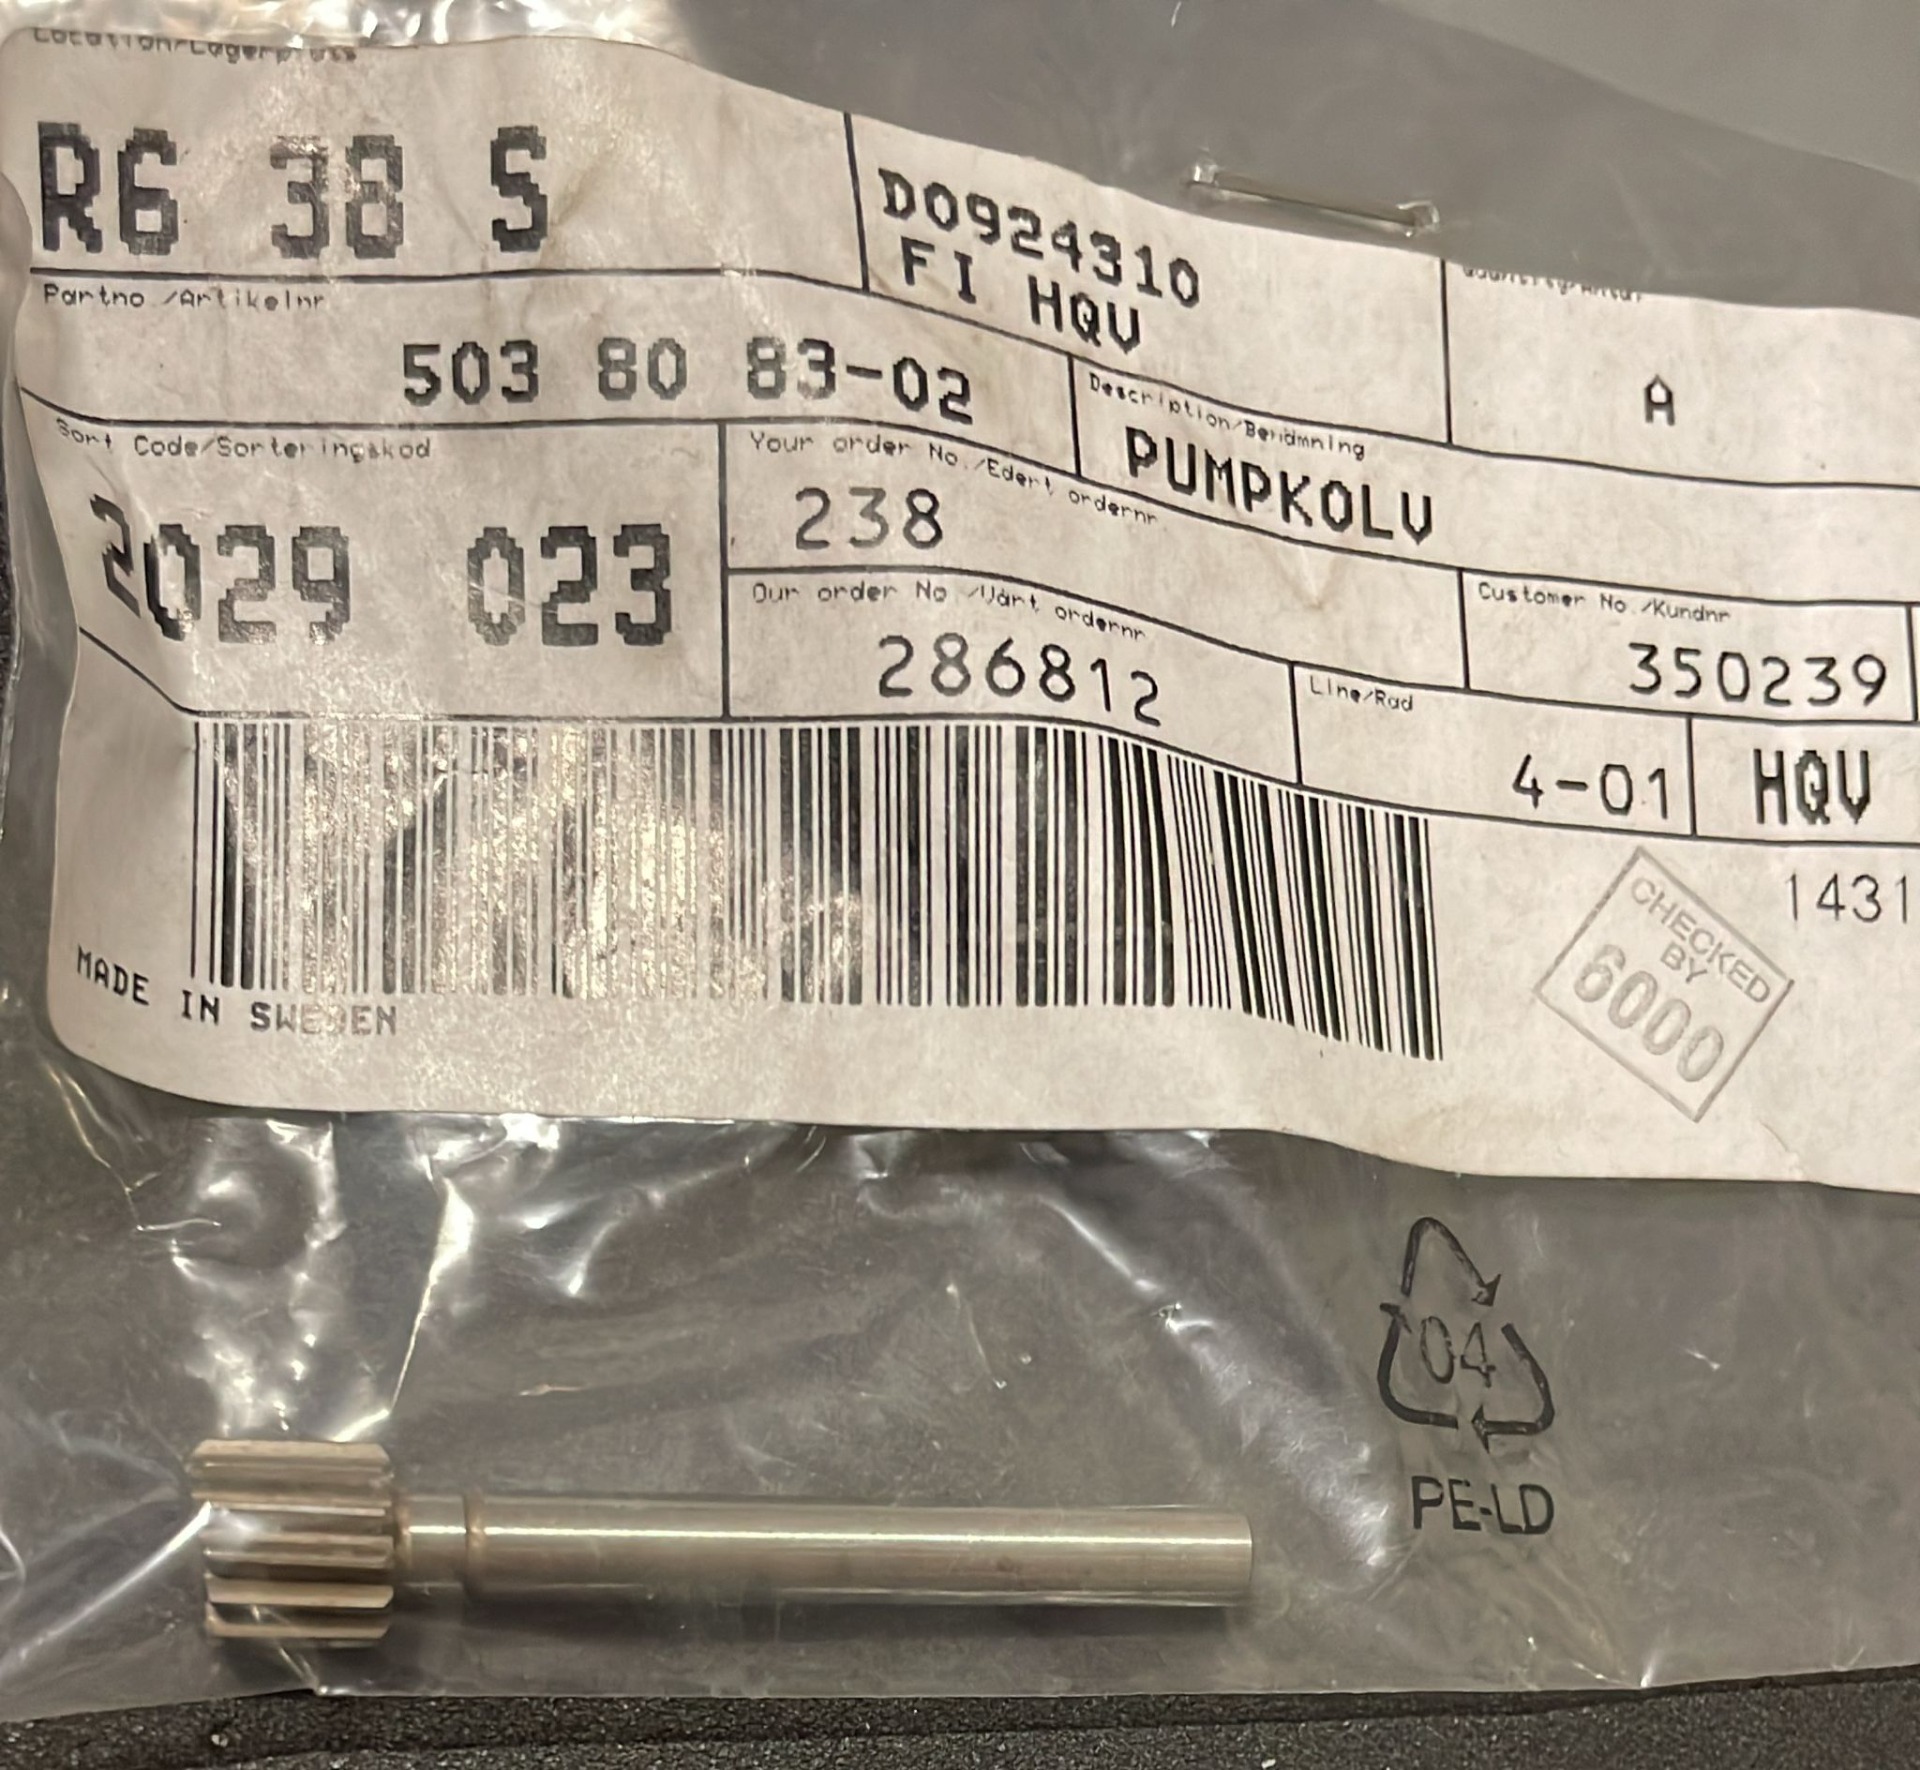 Location/Lagerplats
R6 38 S
D0924310
FI HQV
A
Partno./Artikelnr
503 80 83-02
Description/Benämning
PUMPKOLV
Sort Code/Sorteringskod
2029 023
Your order No./Edert ordernr
238
Our order No./Vårt ordernr
286812
Customer No./Kundnr
350239
Line/Rad
4-01
HQV
1431
MADE IN SWEDEN
CHECKED
BY
6000
04
PE-LD